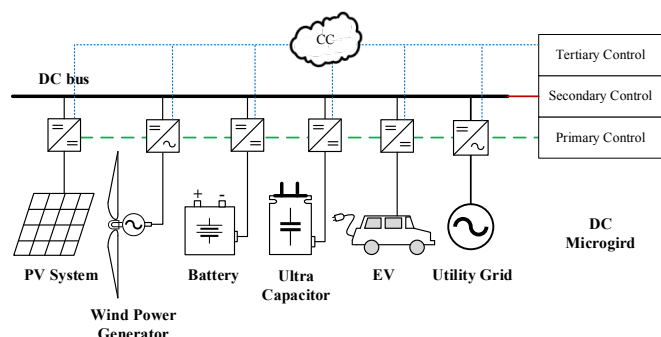 CC
Tertiary Control
DC bus
Secondary Control
Primary Control
+ -
PV System
Battery
Ultra
Capacitor
EV
Utility Grid
DC
Microgird
Wind Power
Generator